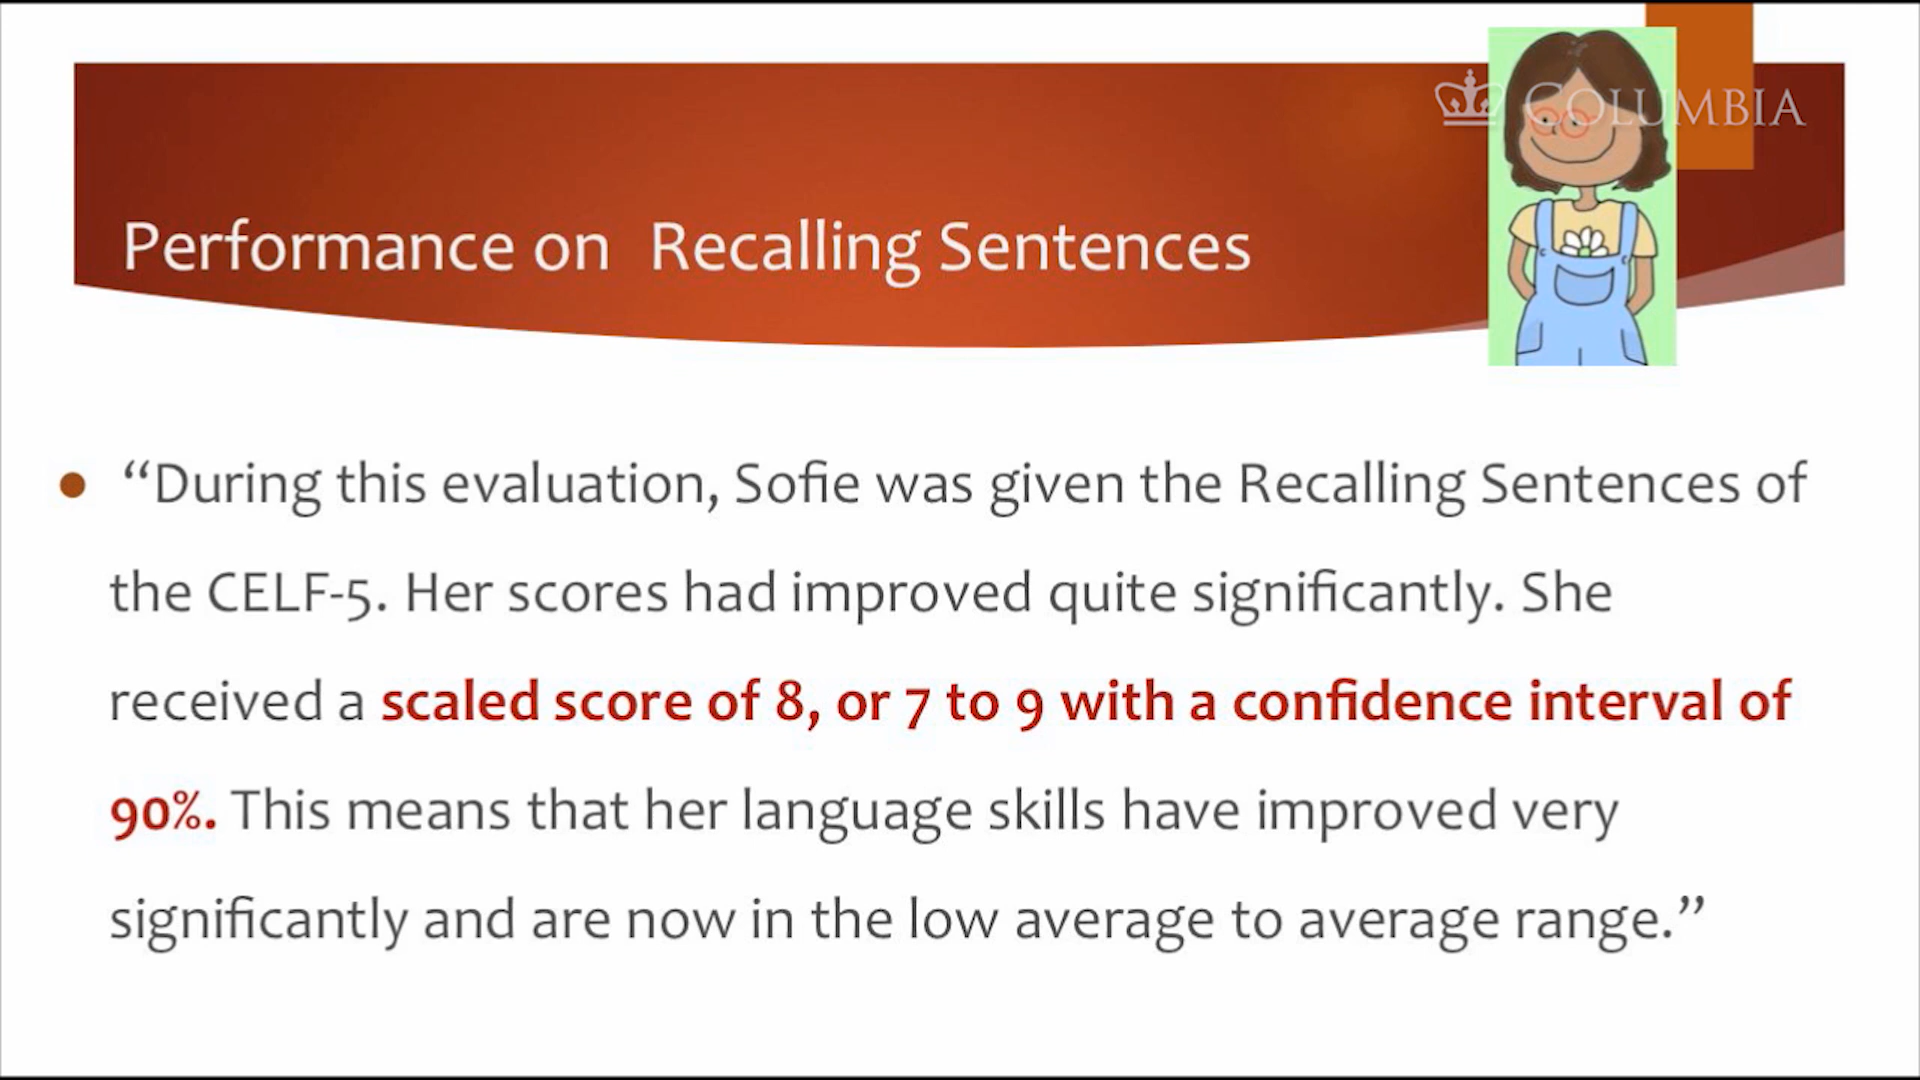 COLUMBIA
Performance on Recalling Sentences
“During this evaluation, Sofie was given the Recalling Sentences of
the CELF-5. Her scores had improved quite significantly. She
received a scaled score of 8, or 7 to 9 with a confidence interval of
90%. This means that her language skills have improved very
significantly and are now in the low average to average range.”